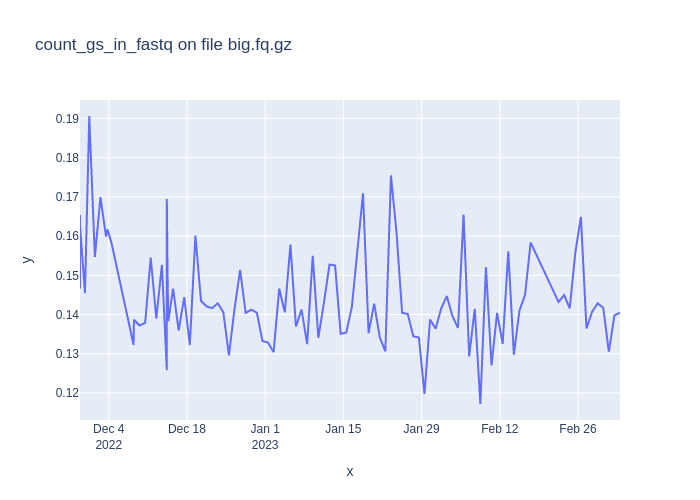 count_gs_in_fastq on file big.fq.gz
0.19
0.18
0.17
0.16
0.15
0.14
0.13
0.12
y
Dec 4
2022
Dec 18
Jan 1
2023
Jan 15
Jan 29
Feb 12
Feb 26
x